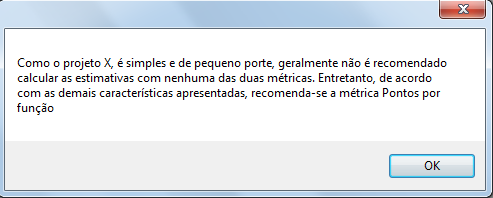 Como o projeto X, é simples e de pequeno porte, geralmente não é recomendado
calcular as estimativas com nenhuma das duas métricas. Entretanto, de acordo
com as demais características apresentadas, recomenda-se a métrica Pontos por
função
OK